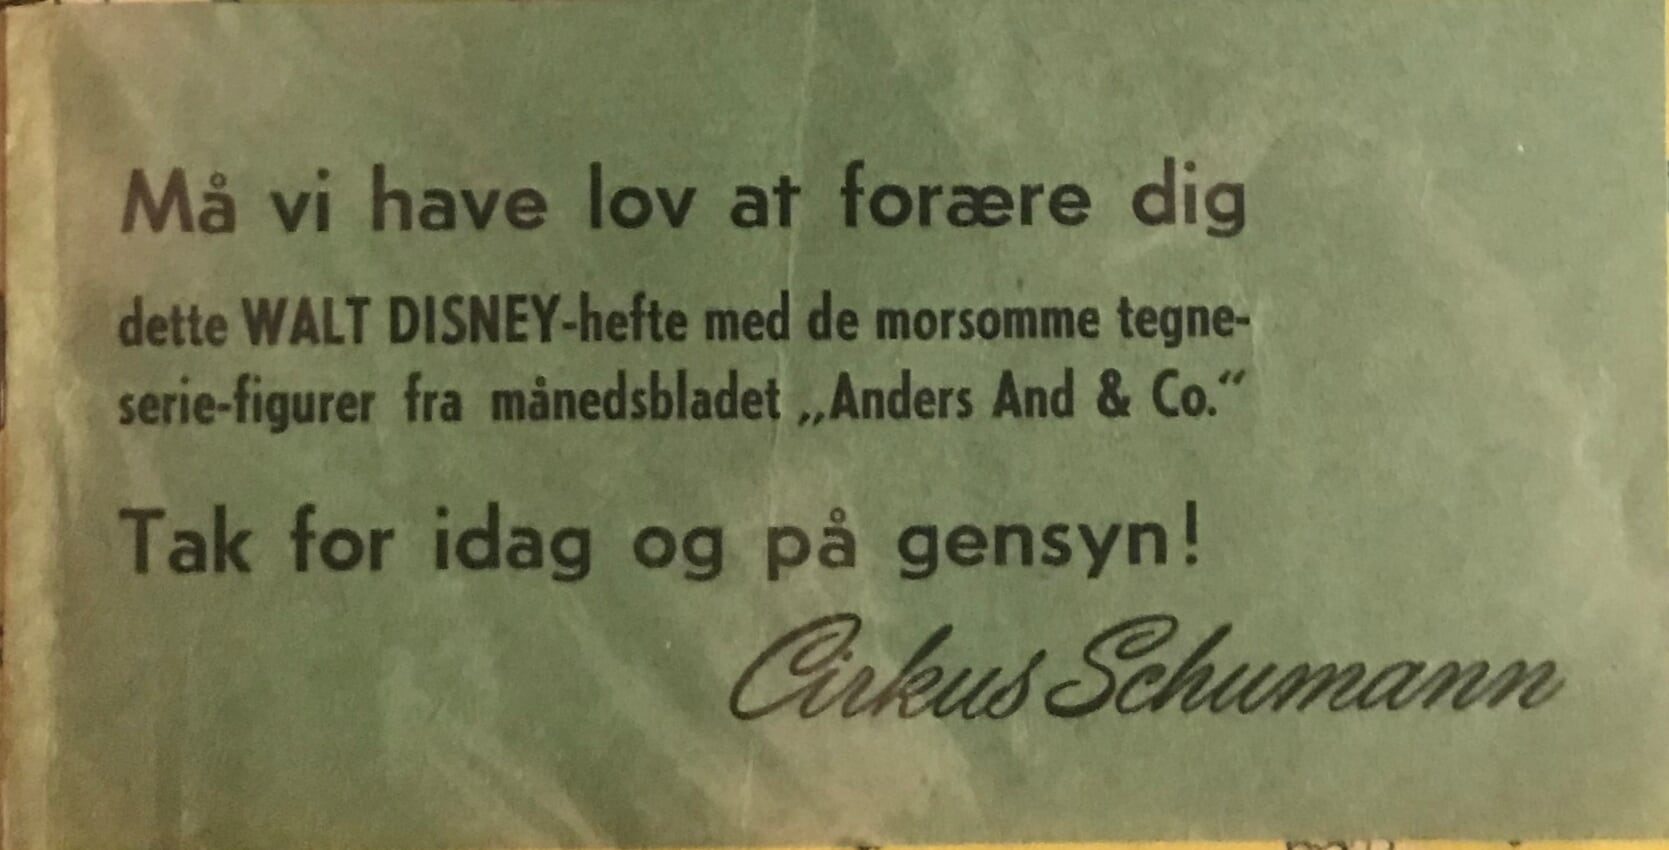 Må vi have lov at forære dig
dette WALT DISNEY-hefte med de morsomme tegne-
serie-figurer fra månedsbladet „Anders And & Co.“
Tak for idag og på gensyn!
Cirkus Schumann